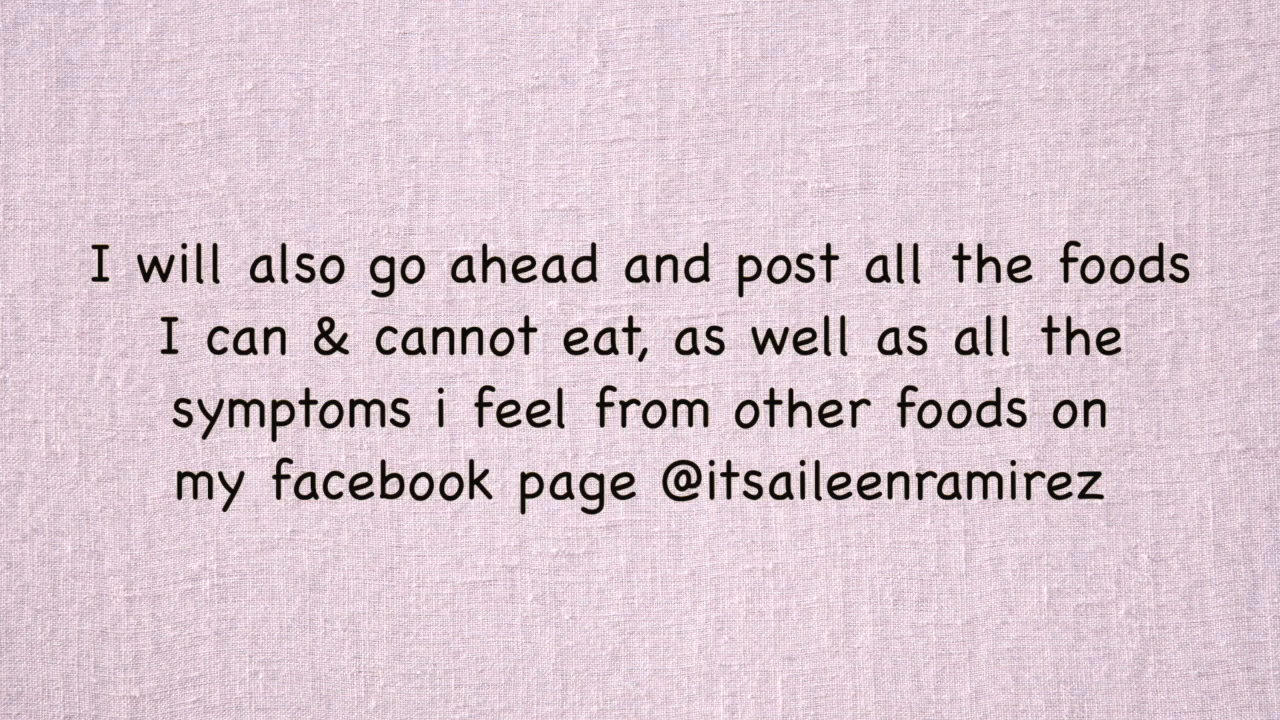 I will also go ahead and post all the foods
I can & cannot eat, as well as all the
symptoms i feel from other foods on
my facebook page @itsaileenramirez